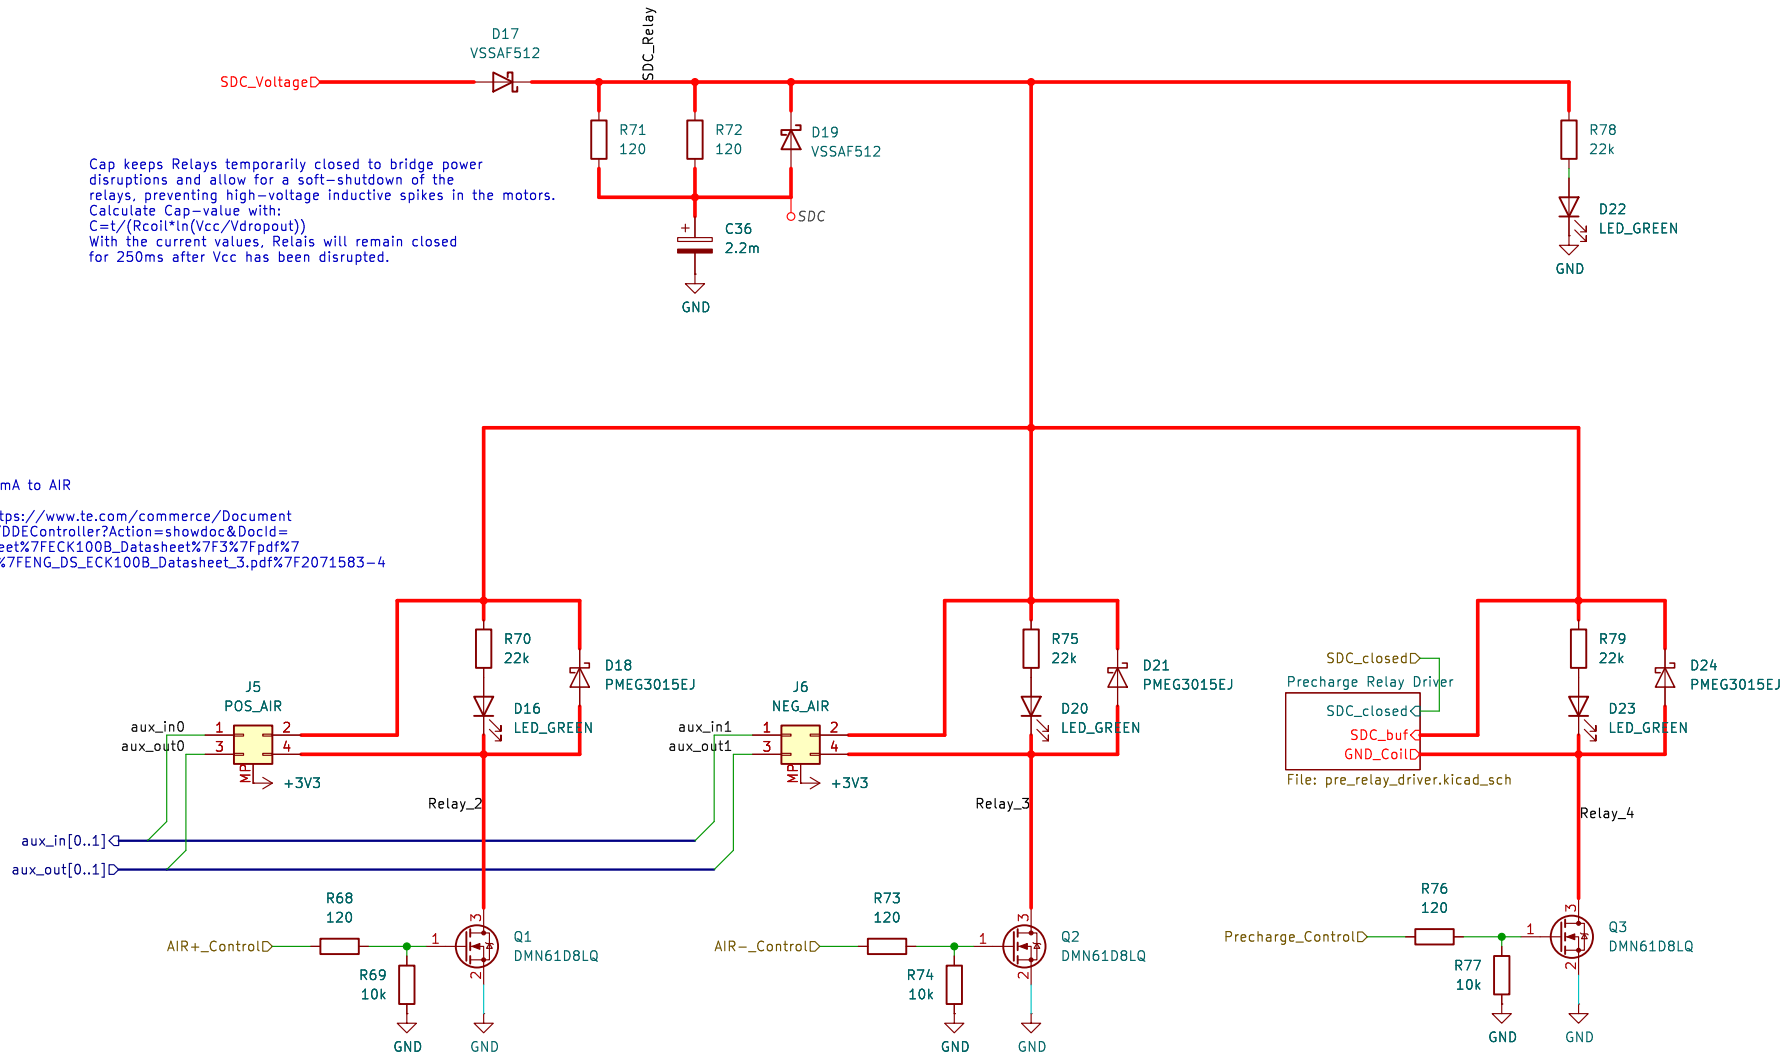 SDC_Relay
D17
VSSAF512
SDC_Voltage
R71
120
R72
120
D19
VSSAF512
R78
22k
Cap keeps Relays temporarily closed to bridge power
disruptions and allow for a soft-shutdown of the
relays, preventing high-voltage inductive spikes in the motors.
Calculate Cap-value with:
C=t/(Rcoil*ln(Vcc/Vdropout))
With the current values, Relais will remain closed
for 250ms after Vcc has been disrupted.
SDC
+
C36
2.2m
GND
D22
LED_GREEN
GND
mA to AIR
tps://www.te.com/commerce/Document
/DDEController?Action=showdoc&DocId=
eet%7FECK100B_Datasheet%7F3%7Fpdf%7
%7FENG_DS_ECK100B_Datasheet_3.pdf%7F2071583-4
R70
22k
D18
PMEG3015EJ
D16
LED_GREEN
J5
POS_AIR
aux_in0
aux_out0
1
2
3
4
MP
+3V3
Relay_2
R75
22k
D21
PMEG3015EJ
D20
LED_GREEN
J6
NEG_AIR
aux_in1
aux_out1
1
2
3
4
MP
+3V3
Relay_3
R79
22k
D24
PMEG3015EJ
D23
LED_GREEN
SDC_closed
Precharge Relay Driver
SDC_closed
SDC_buf
GND_Coil
File: pre_relay_driver.kicad_sch
Relay_4
aux_in[0..1]
aux_out[0..1]
R68
120
AIR+_Control
1
3
2
Q1
DMN61D8LQ
R69
10k
GND
GND
R73
120
AIR-_Control
1
3
2
Q2
DMN61D8LQ
R74
10k
GND
GND
R76
120
Precharge_Control
1
3
2
Q3
DMN61D8LQ
R77
10k
GND
GND